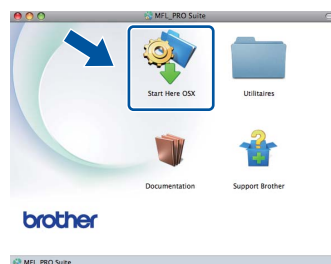 MFL_PRO Suite
Start Here OSX
Utilitaires
Documentation
Support Brother
brother
MFL_PRO Suite